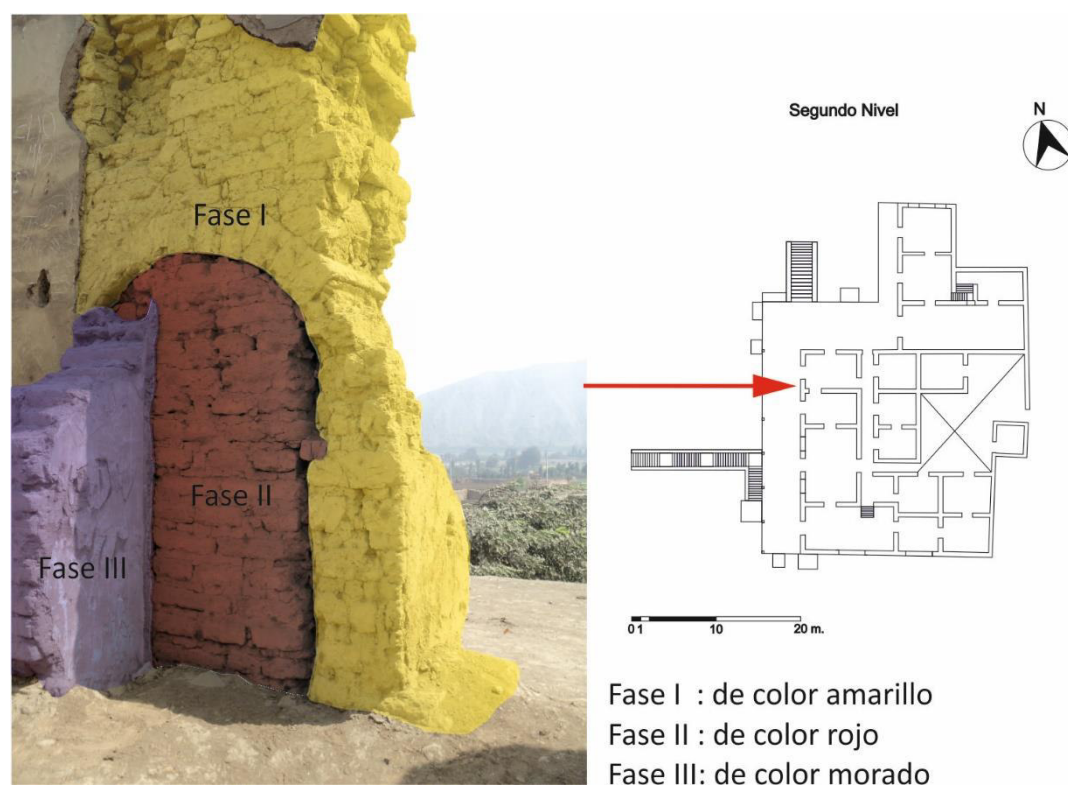 Fase I
Fase II
Fase III
Segundo Nivel
N
0 1 10 20 m.
Fase I : de color amarillo
Fase II : de color rojo
Fase III: de color morado